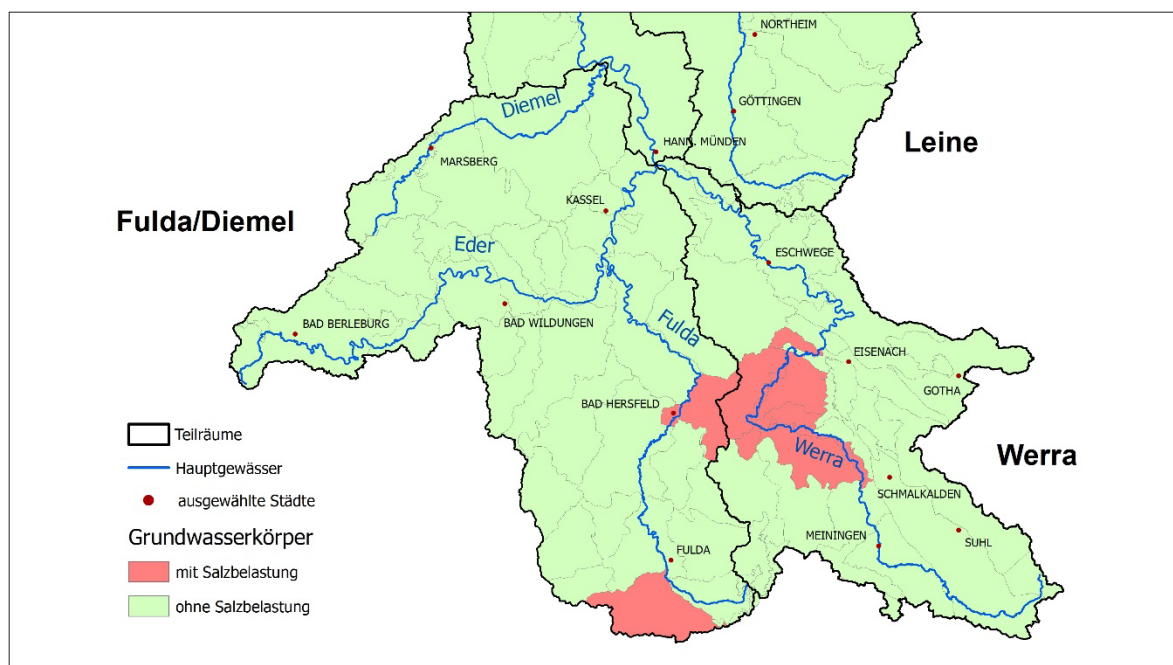 NORTHEIM
Diemel
GÖTTINGEN
HANN. MÜNDEN
Leine
MARSBERG
KASSEL
Fulda/Diemel
Eder
ESCHWEGE
BAD BERLEBURG
BAD WILDUNGEN
Fulda
EISENACH
GOTHA
BAD HERSFELD
Werra
Werra
SCHMALKALDEN
MEININGEN
SUHL
FULDA
Teilräume
Hauptgewässer
ausgewählte Städte
Grundwasserkörper
mit Salzbelastung
ohne Salzbelastung